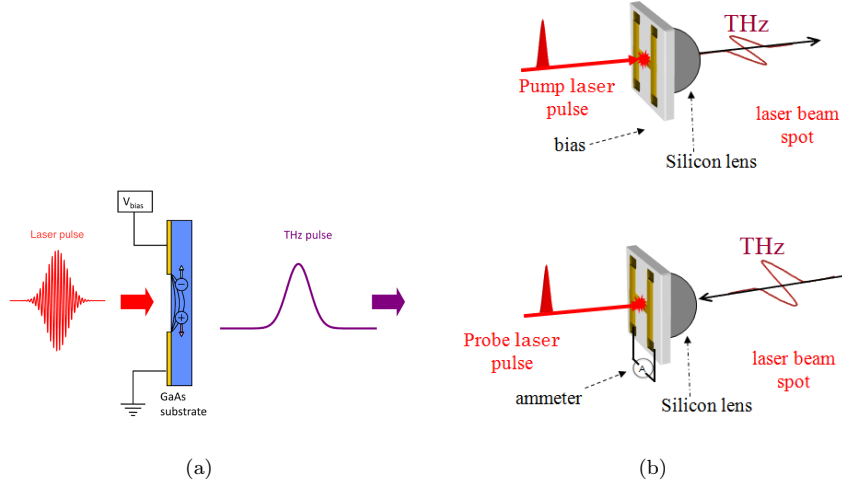 V_bias
Laser pulse
THz pulse
GaAs
substrate
(a)
THz
Pump laser
pulse
laser beam
spot
bias
Silicon lens
THz
Probe laser
pulse
A
laser beam
spot
ammeter
Silicon lens
(b)